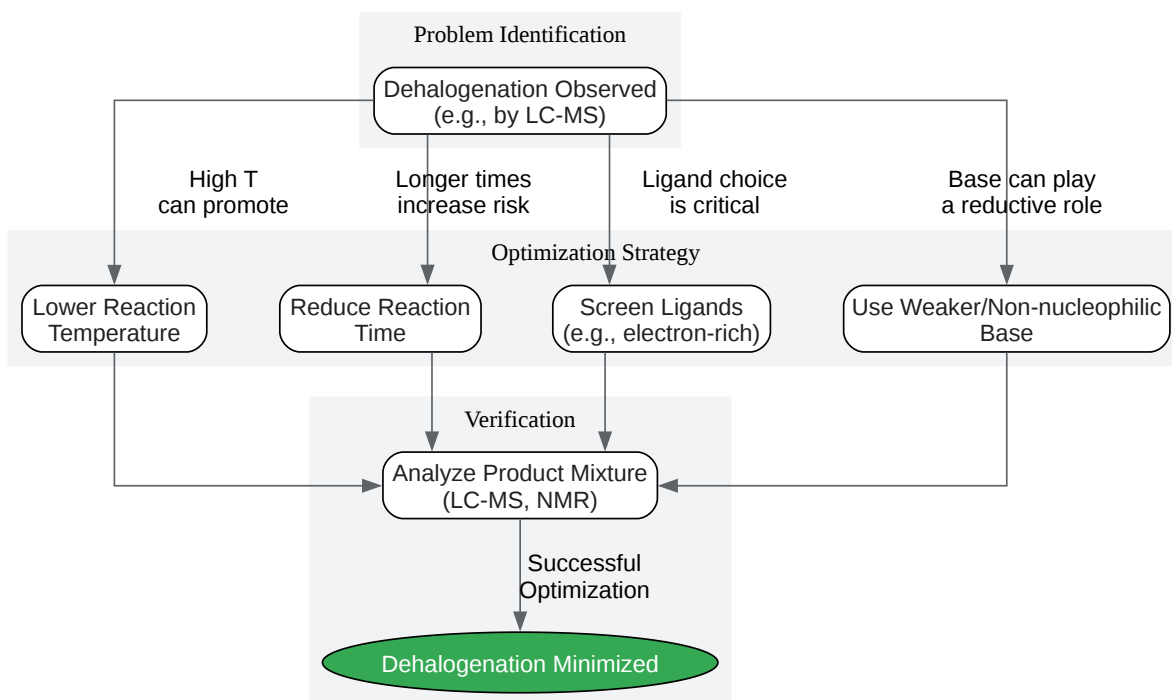 Problem Identification
Dehalogenation Observed
(e.g., by LC-MS)
High T
can promote
Longer times
increase risk
Ligand choice
is critical
Base can play
a reductive role
Optimization Strategy
Lower Reaction
Temperature
Reduce Reaction
Time
Screen Ligands
(e.g., electron-rich)
Use Weaker/Non-nucleophilic
Base
Verification
Analyze Product Mixture
(LC-MS, NMR)
Successful
Optimization
Dehalogenation Minimized